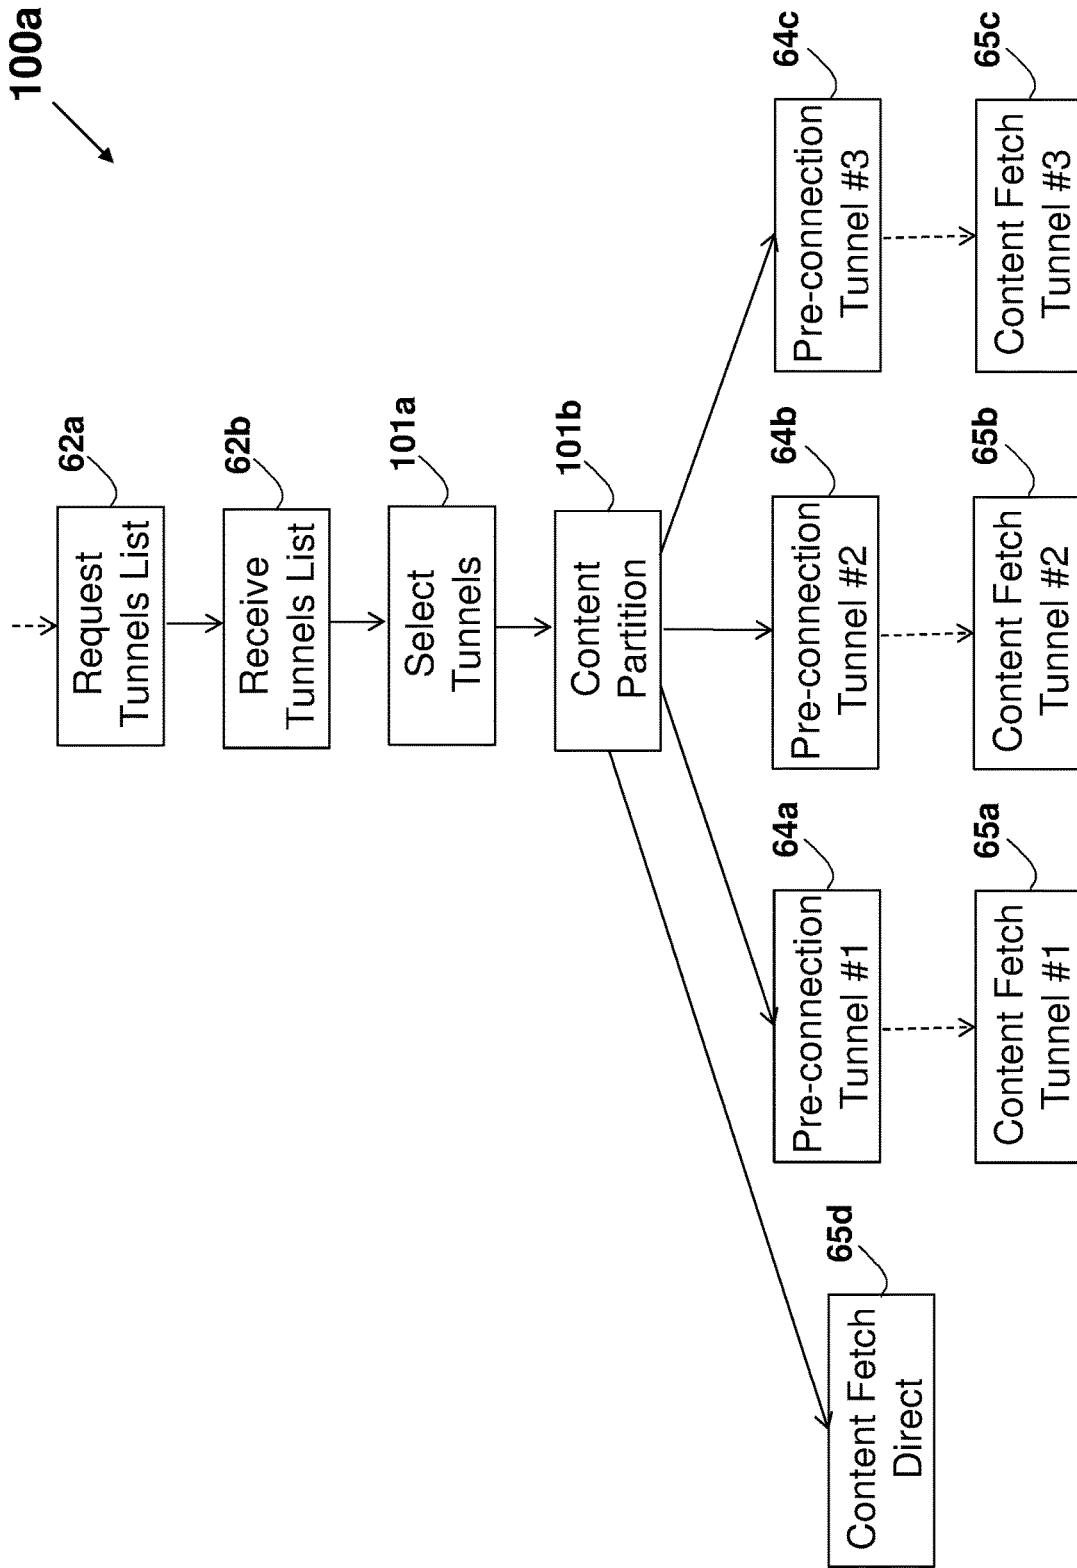 100a
62a
Request
Tunnels List
62b
Receive
Tunnels List
101a
Select
Tunnels
101b
Content
Partition
65d
Content Fetch
Direct
64a
Pre-connection
Tunnel #1
64b
Pre-connection
Tunnel #2
64c
Pre-connection
Tunnel #3
65a
Content Fetch
Tunnel #1
65b
Content Fetch
Tunnel #2
65c
Content Fetch
Tunnel #3